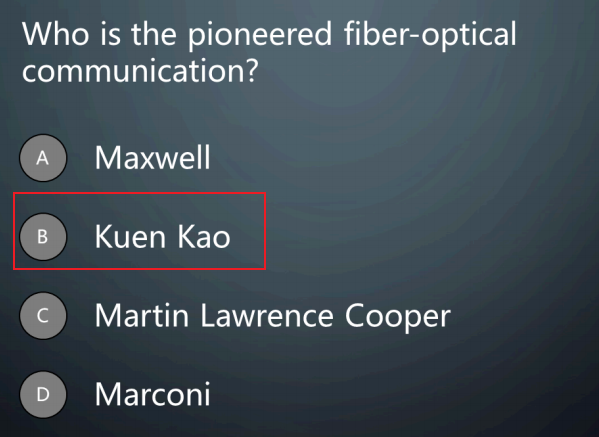 Who is the pioneered fiber-optical
communication?
A Maxwell
B Kuen Kao
C Martin Lawrence Cooper
D Marconi